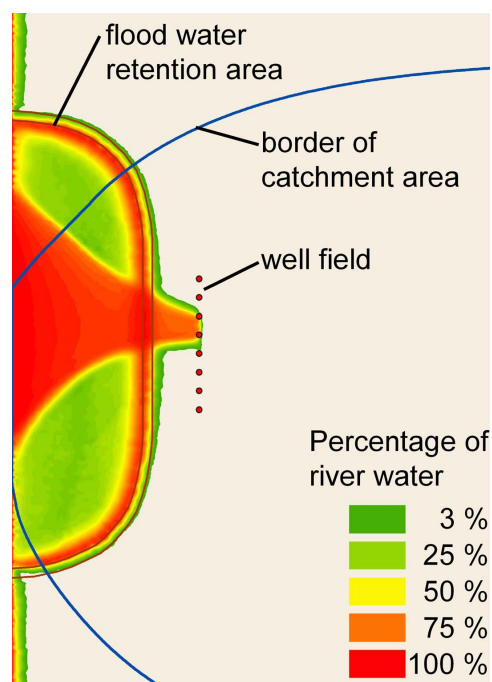 flood water
retention area
border of
catchment area
well field
Percentage of
river water
3 %
25 %
50 %
75 %
100 %